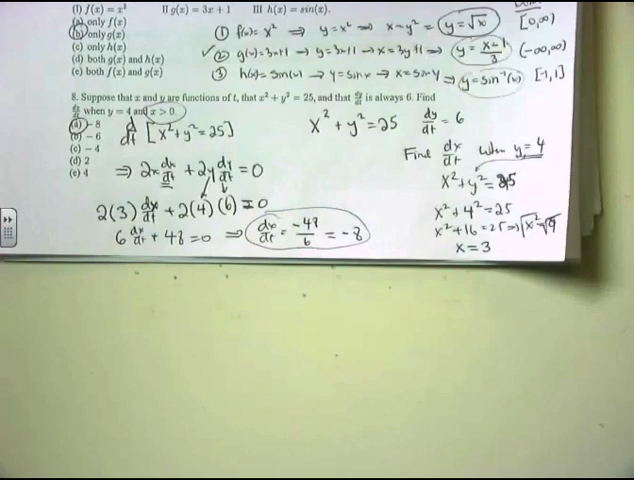 (I) f(x) = x² II g(x) = 3x + 1 III h(x) = sin(x).
(a) only f(x)
(b) only g(x)
(c) only h(x)
(d) both g(x) and h(x)
(e) both f(x) and g(x)
① f(x) = x² ⇒ y = x² ⇒ x = y² = y = √x [0,∞)
✓② g(x) = 3x+1 → y = 3x+1 → x = 3y+1 ⇒ y = x-1/3 (-∞,∞)
③ h(x) = sin(x) → y = sin x → x = sin y ⇒ y = sin⁻¹(x) [-1,1]
8. Suppose that x and y are functions of t, that x² + y² = 25, and that dy/dt is always 6. Find
dx/dt when y = 4 and x > 0.
(a) -8
(b) -6
(c) -4
(d) 2
(e) 4
d/dt [x²+y²=25]
⇒ 2x dx/dt + 2y dy/dt = 0
2(3) dx/dt + 2(4)(6) = 0
6 dx/dt + 48 = 0 ⇒ dx/dt = -48/6 = -8
x² + y² = 25 dy/dt = 6
Find dx/dt when y = 4
x² + y² = 25
x² + 4² = 25
x² + 16 = 25 ⇒ √x² = √9
x = 3